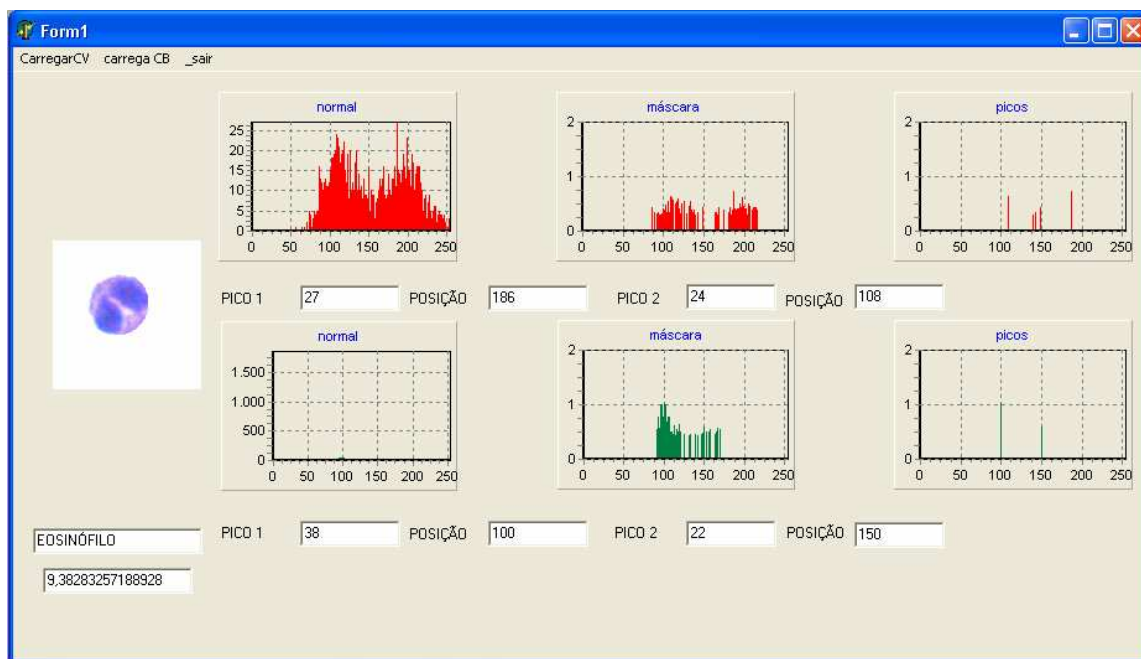 Form1
CarregarCV carrega CB _sair
normal máscara picos
25 2 2
20
15 1 1
10
5
0 0 0
0 50 100 150 200 250 0 50 100 150 200 250 0 50 100 150 200 250
PICO 1 27 POSIÇÃO 186 PICO 2 24 POSIÇÃO 108
normal máscara picos
2 2
1.500
1.000 1 1
500
0 0 0
0 50 100 150 200 250 0 50 100 150 200 250 0 50 100 150 200 250
EOSINÓFILO PICO 1 38 POSIÇÃO 100 PICO 2 22 POSIÇÃO 150
9,38283257188928